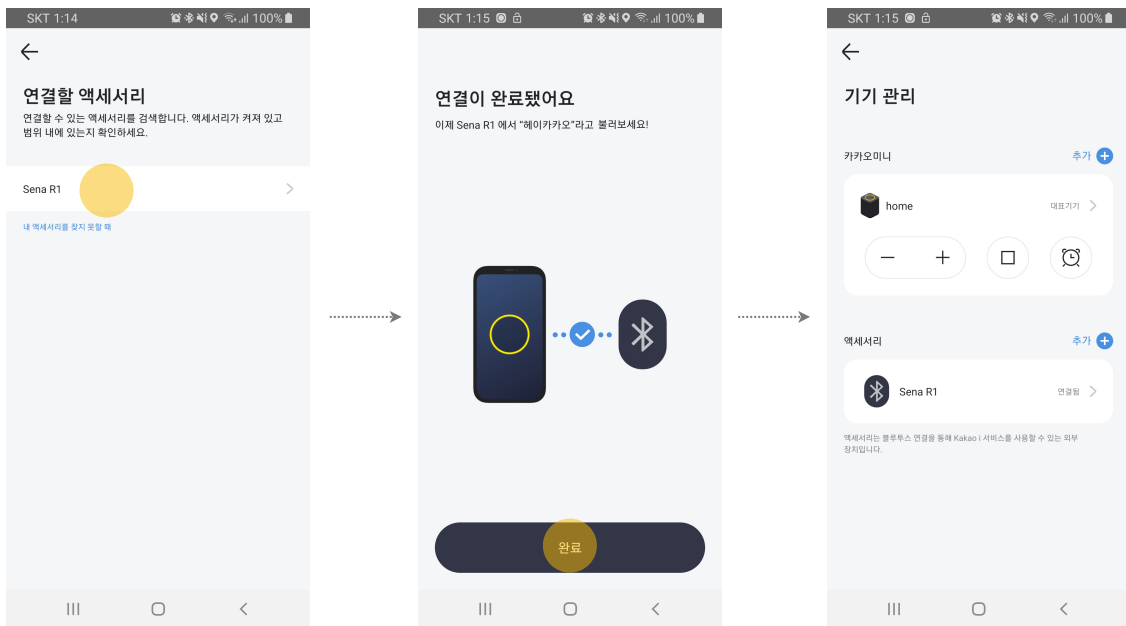 SKT 1:14
100%
연결할 액세서리
연결할 수 있는 액세서리를 검색합니다. 액세서리가 켜져 있고
범위 내에 있는지 확인하세요.
Sena R1
내 액세서리를 찾지 못할 때
SKT 1:15
100%
연결이 완료됐어요
이제 Sena R1 에서 “헤이카카오”라고 불러보세요!
완료
SKT 1:15
100%
기기 관리
카카오미니
추가
home
대표기기
액세서리
추가
Sena R1
연결됨
액세서리는 블루투스 연결을 통해 Kakao i 서비스를 사용할 수 있는 외부
장치입니다.